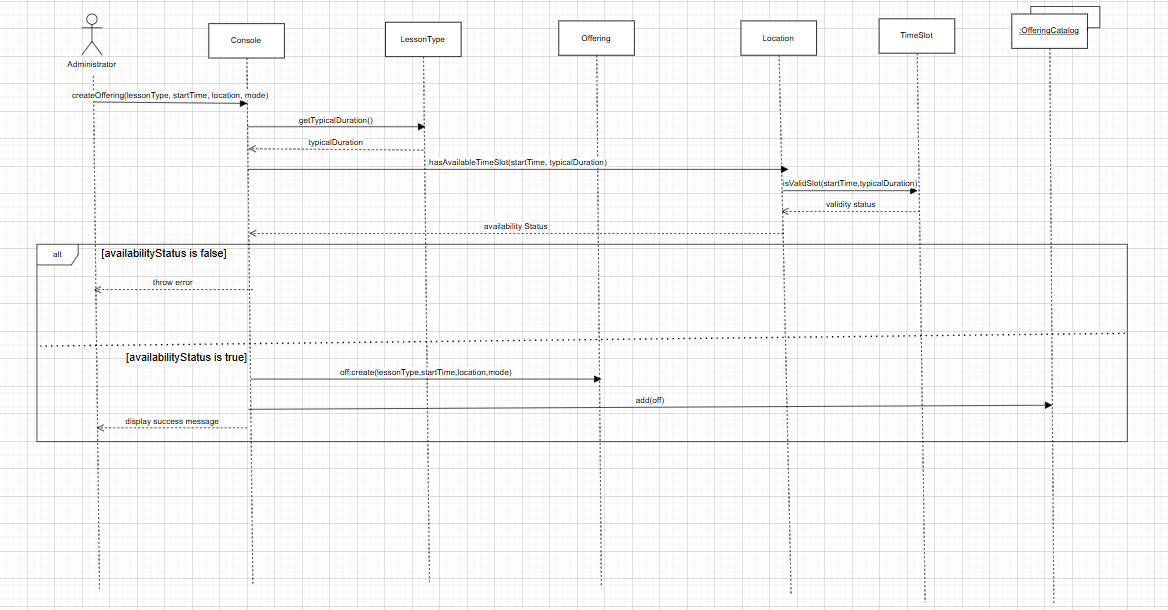 Administrator
Console
LessonType
Offering
Location
TimeSlot
:OfferingCatalog
createOffering(lessonType, startTime, location, mode)
getTypicalDuration()
typicalDuration
hasAvailableTimeSlot(startTime, typicalDuration)
isValidSlot(startTime,typicalDuration)
validity status
availability Status
alt
[availabilityStatus is false]
throw error
[availabilityStatus is true]
off:create(lessonType,startTime,location,mode)
add(off)
display success message